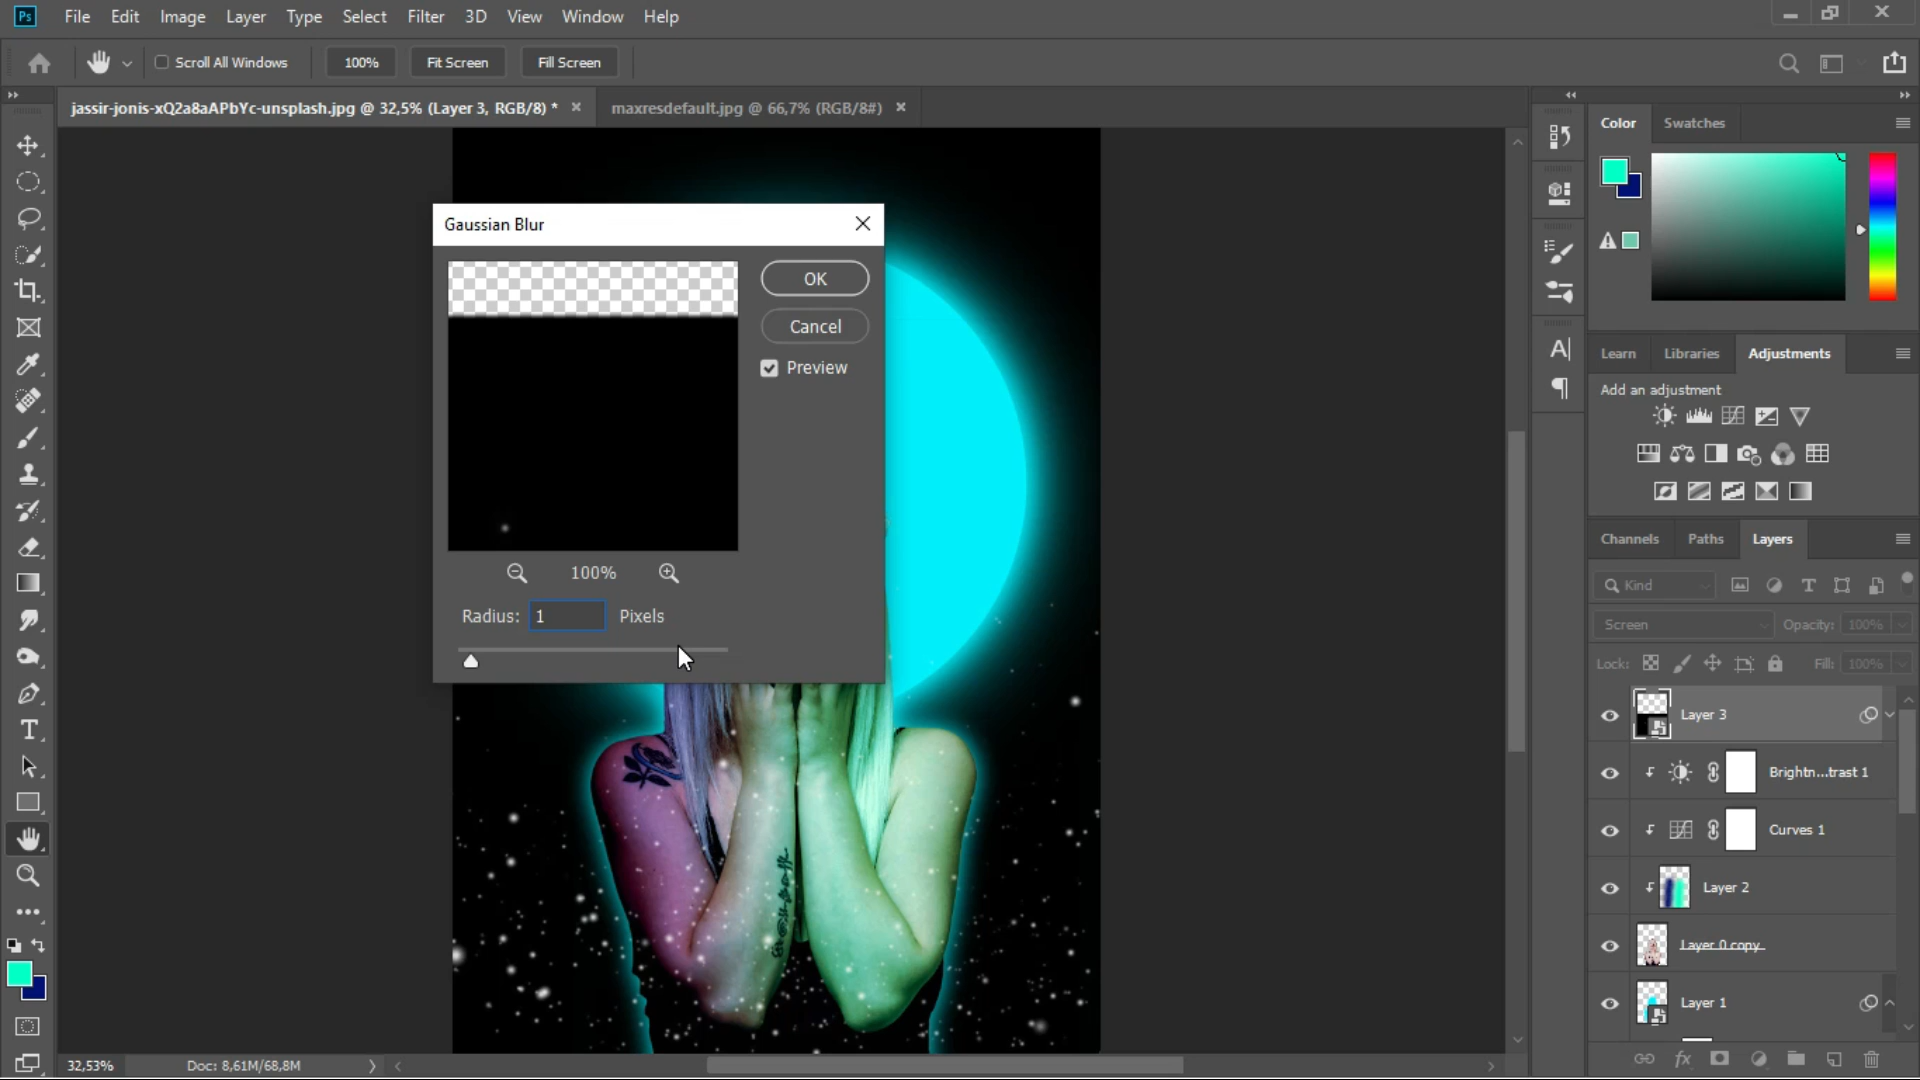 Ps File Edit Image Layer Type Select Filter 3D View Window Help
Scroll All Windows 100% Fit Screen Fill Screen
jassir-jonis-xQ2a8aAPbYc-unsplash.jpg @ 32,5% (Layer 3, RGB/8) *
maxresdefault.jpg @ 66,7% (RGB/8#)
Gaussian Blur
OK
Cancel
Preview
100%
Radius: 1 Pixels
Color Swatches
Learn Libraries Adjustments
Add an adjustment
Channels Paths Layers
Kind
Screen Opacity: 100%
Lock: Fill: 100%
Layer 3
Brightn...trast 1
Curves 1
Layer 2
Layer 0 copy
Layer 1
fx
32,53% Doc: 8,61M/68,8M